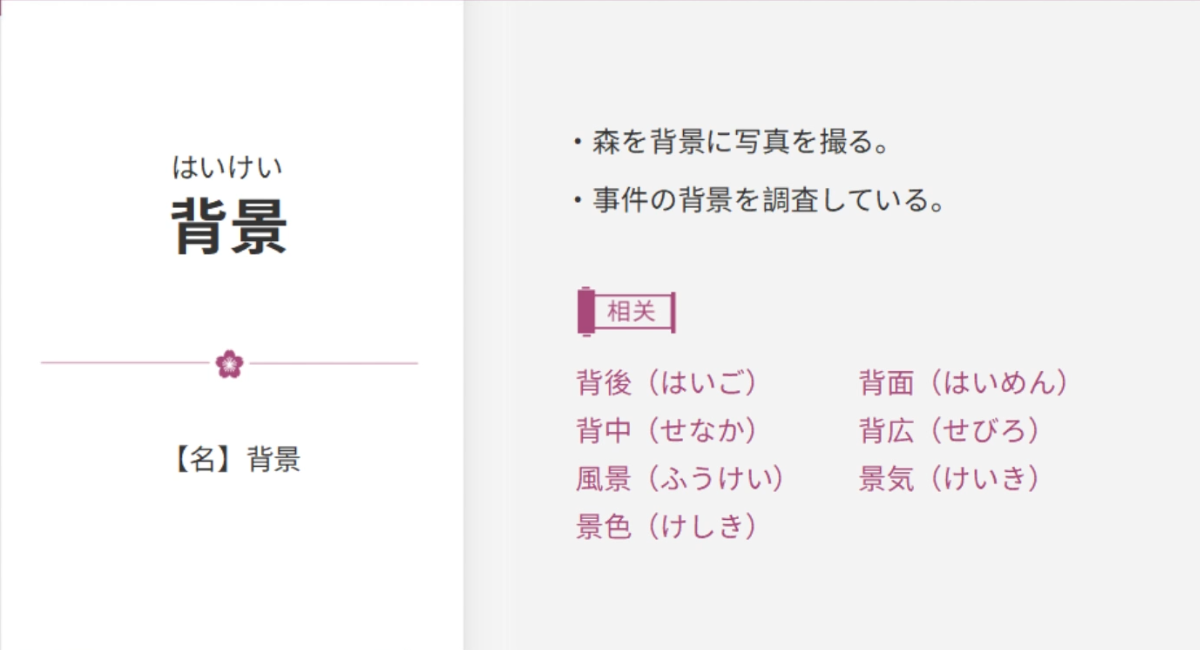 はいけい
背景
【名】背景
・森を背景に写真を撮る。
・事件の背景を調査している。
相关
背後（はいご） 背面（はいめん）
背中（せなか） 背広（せびろ）
風景（ふうけい） 景気（けいき）
景色（けしき）